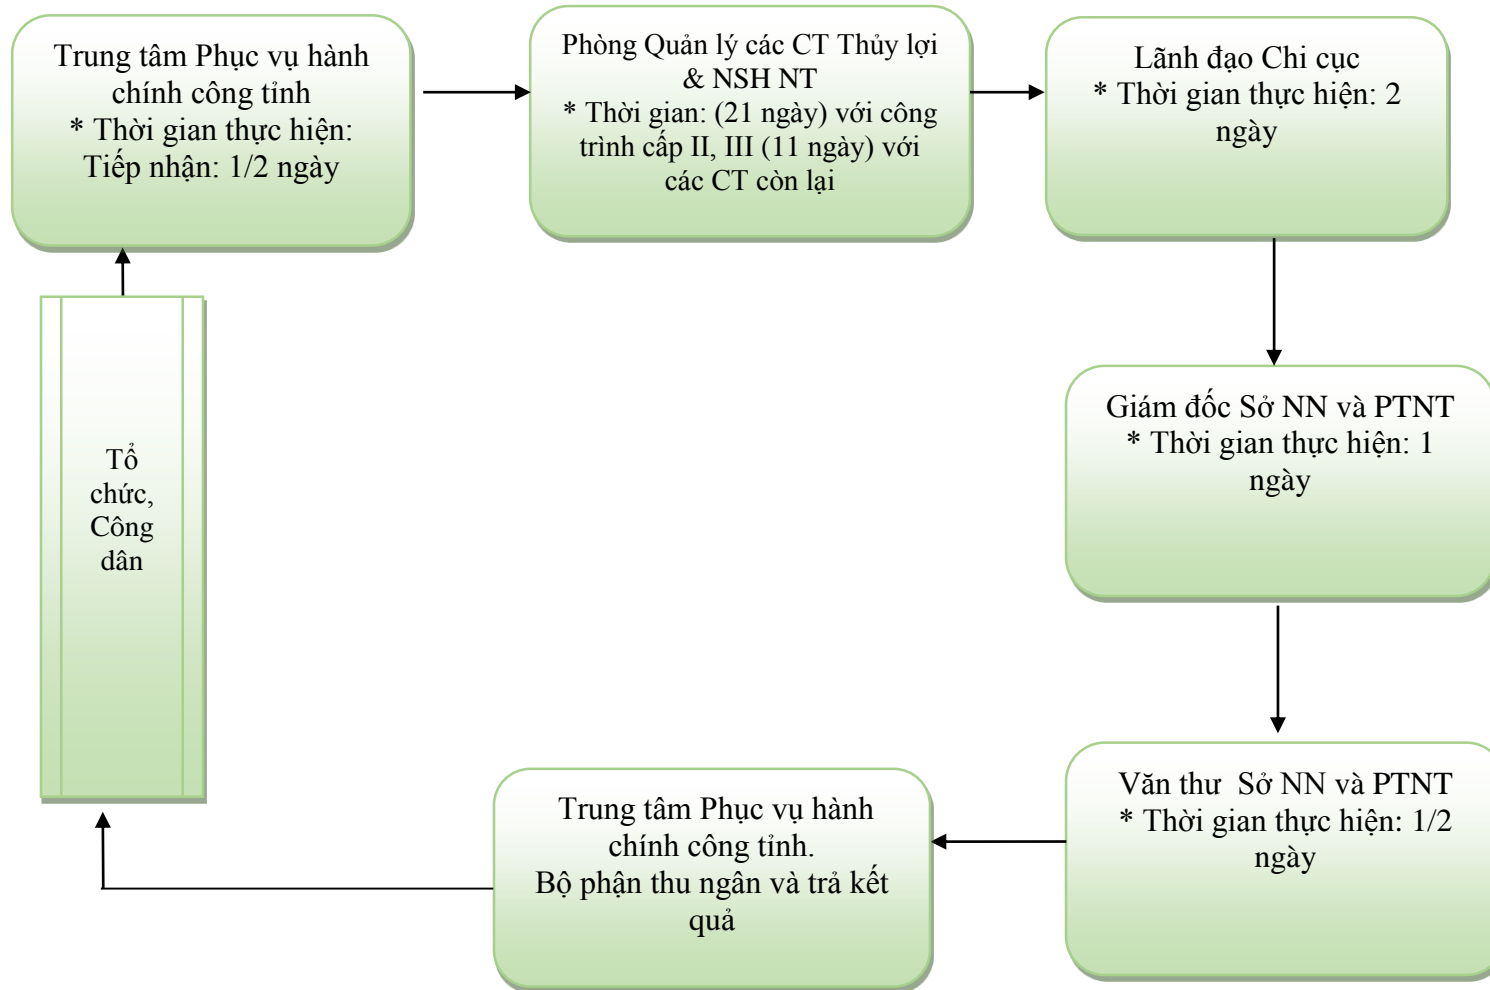 Trung tâm Phục vụ hành
chính công tỉnh
* Thời gian thực hiện:
Tiếp nhận: 1/2 ngày
Phòng Quản lý các CT Thủy lợi
& NSH NT
* Thời gian: (21 ngày) với công
trình cấp II, III (11 ngày) với
các CT còn lại
Lãnh đạo Chi cục
* Thời gian thực hiện: 2
ngày
Giám đốc Sở NN và PTNT
* Thời gian thực hiện: 1
ngày
Văn thư Sở NN và PTNT
* Thời gian thực hiện: 1/2
ngày
Trung tâm Phục vụ hành
chính công tỉnh.
Bộ phận thu ngân và trả kết
quả
Tổ
chức,
Công
dân